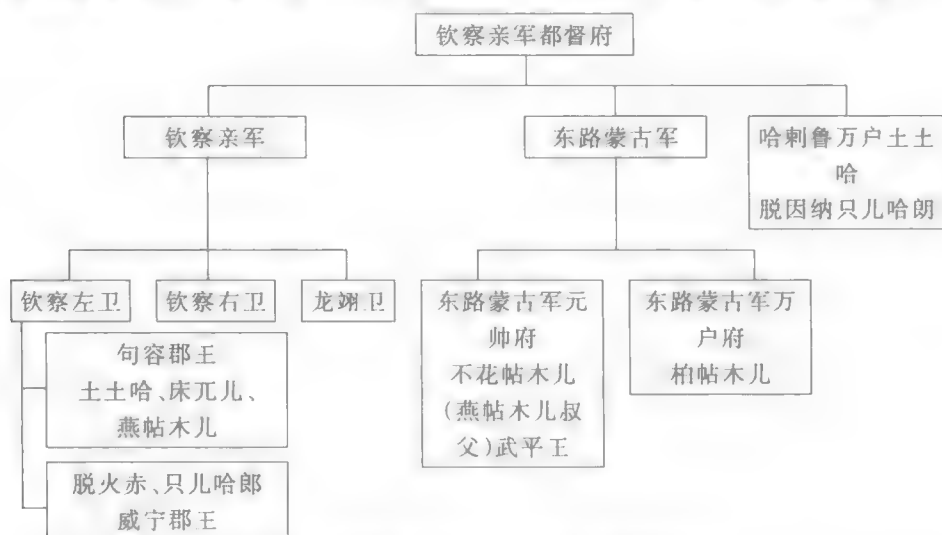 钦察亲军都督府
钦察亲军
东路蒙古军
哈剌鲁万户土土
哈
脱因纳只儿哈朗
钦察左卫
钦察右卫
龙翊卫
东路蒙古军元
帅府
不花帖木儿
(燕帖木儿叔
父)武平王
东路蒙古军万
户府
柏帖木儿
句容郡王
土土哈、床兀儿、
燕帖木儿
脱火赤、只儿哈郎
威宁郡王